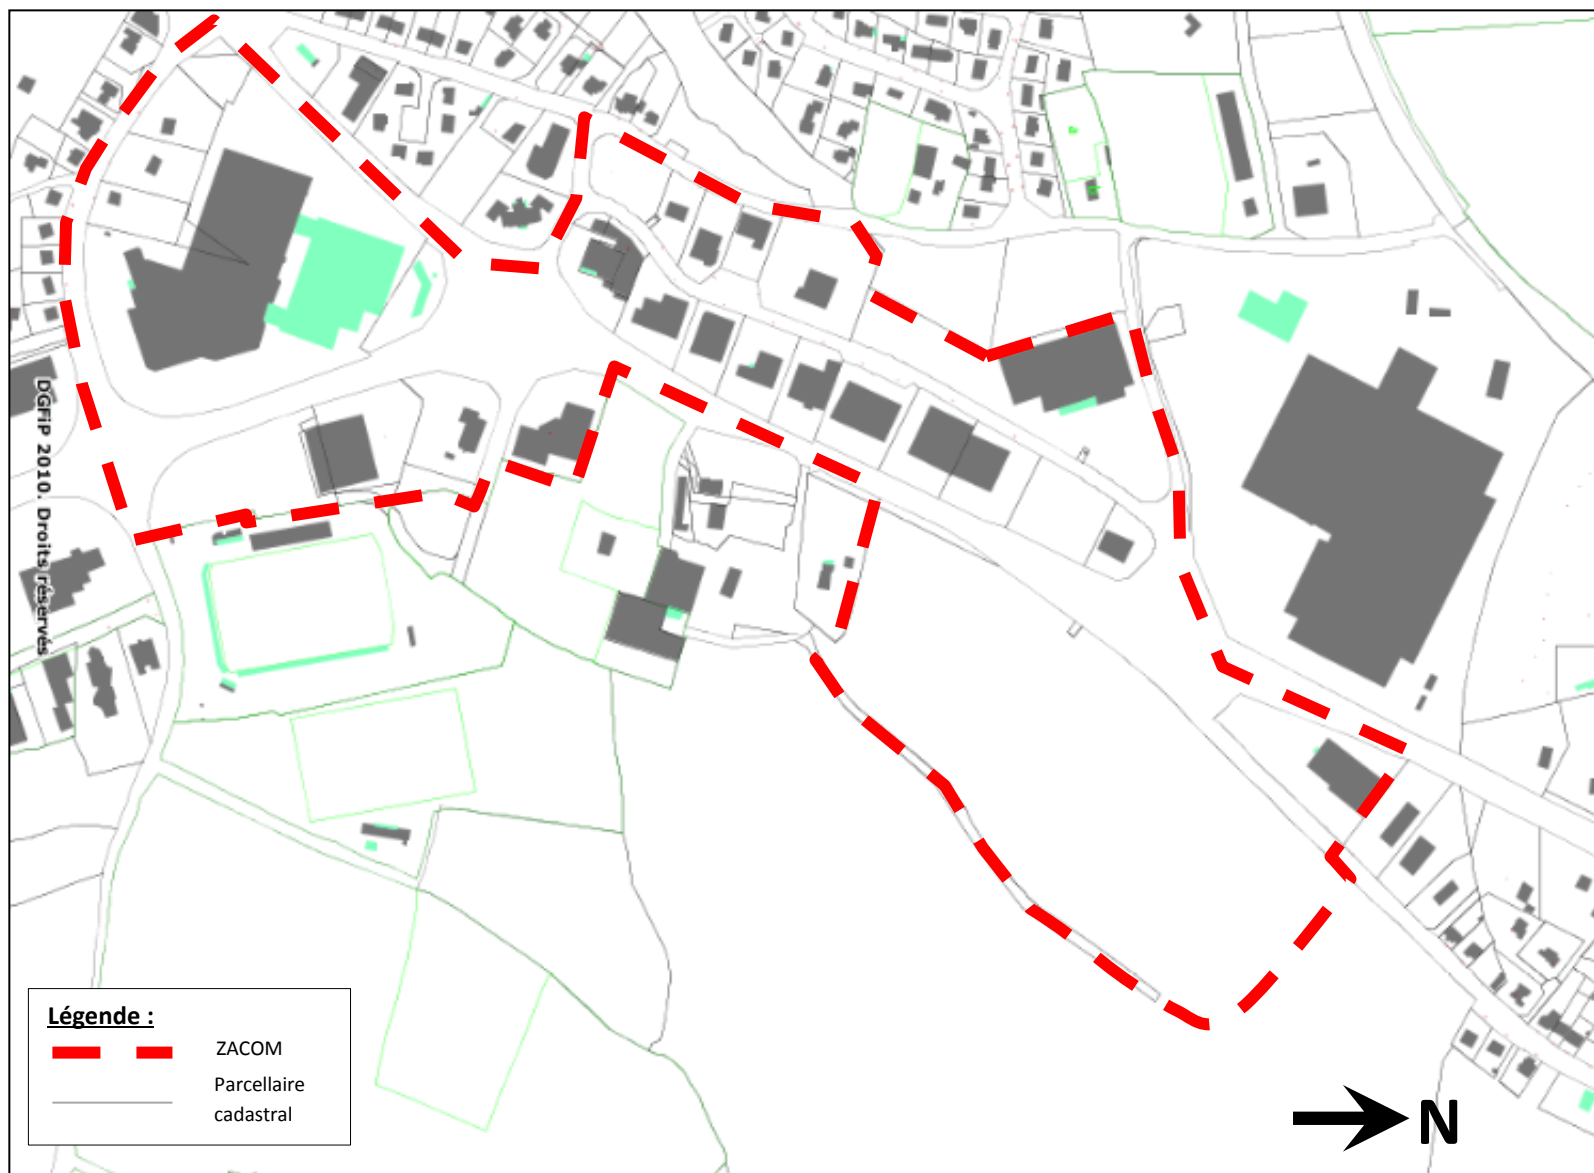 DGFIP 2010. Droits réservés
Légende :
ZACOM
Parcellaire
cadastral
N